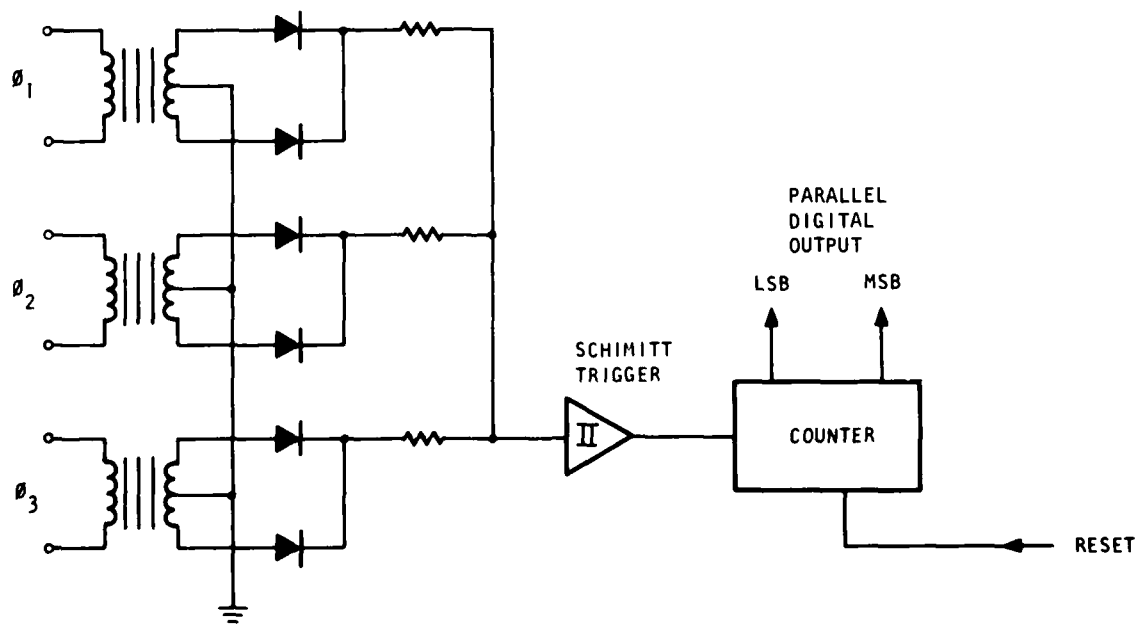 Ø1
Ø2
Ø3
PARALLEL
DIGITAL
OUTPUT
LSB MSB
SCHIMITT
TRIGGER
COUNTER
RESET